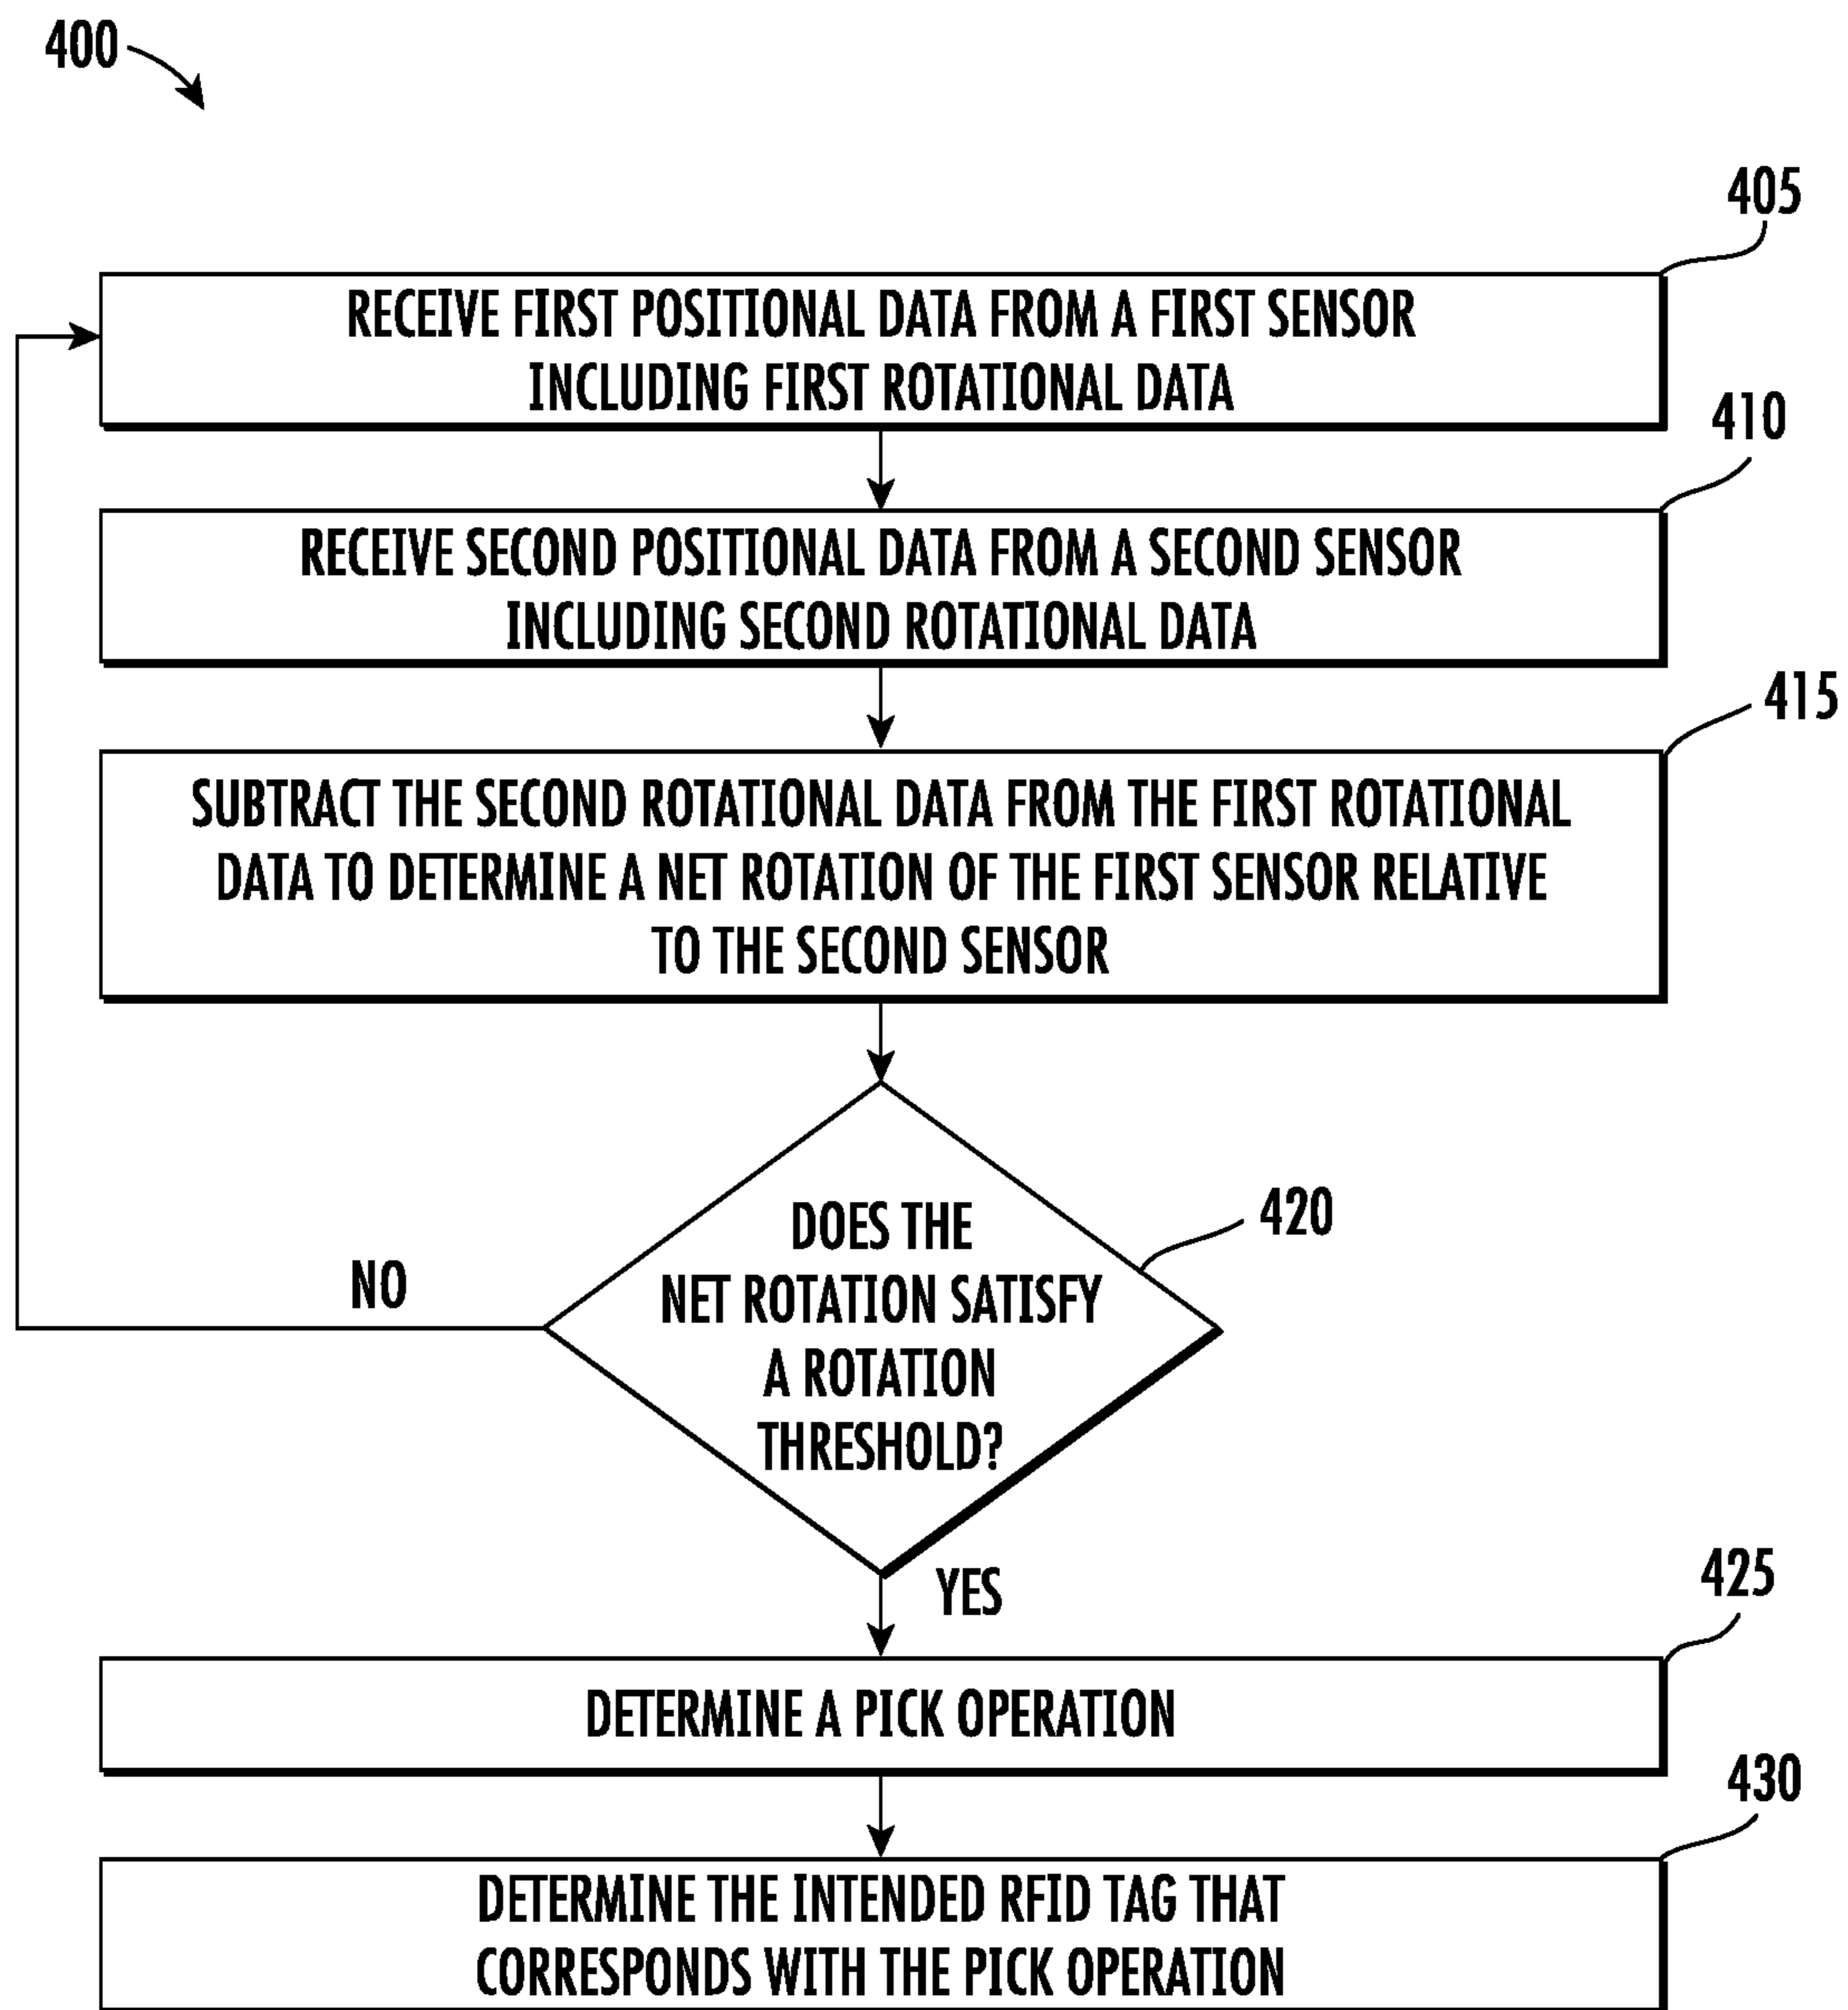 400
405
RECEIVE FIRST POSITIONAL DATA FROM A FIRST SENSOR
INCLUDING FIRST ROTATIONAL DATA
410
RECEIVE SECOND POSITIONAL DATA FROM A SECOND SENSOR
INCLUDING SECOND ROTATIONAL DATA
415
SUBTRACT THE SECOND ROTATIONAL DATA FROM THE FIRST ROTATIONAL
DATA TO DETERMINE A NET ROTATION OF THE FIRST SENSOR RELATIVE
TO THE SECOND SENSOR
420
DOES THE
NET ROTATION SATISFY
A ROTATION
THRESHOLD?
NO
YES
425
DETERMINE A PICK OPERATION
430
DETERMINE THE INTENDED RFID TAG THAT
CORRESPONDS WITH THE PICK OPERATION